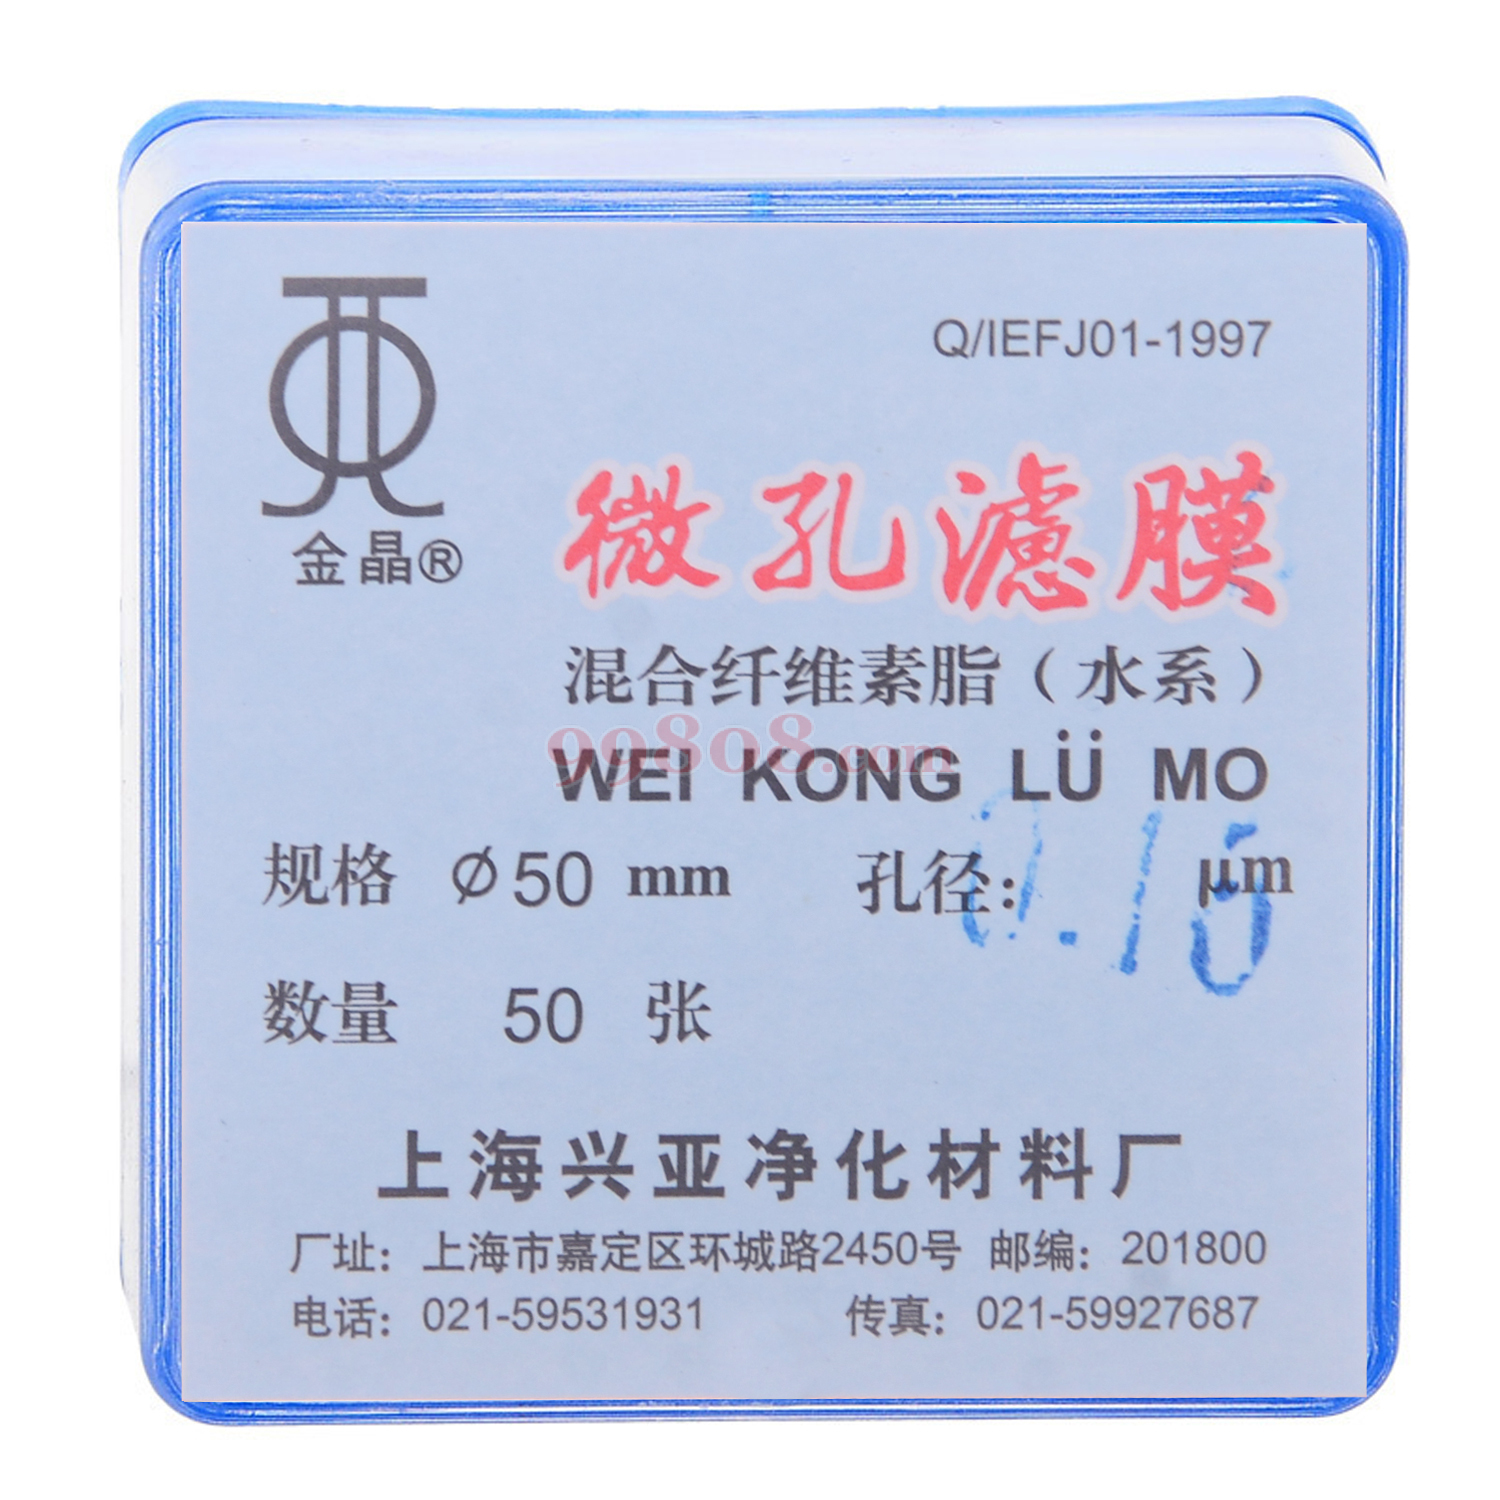 Q/IEFJ01-1997
金晶®
微孔滤膜
混合纤维素脂（水系）
99808.com
WEI KONG LÜ MO
规格 Ø50 mm 孔径：0.15 μm
数量 50 张
上海兴亚净化材料厂
厂址：上海市嘉定区环城路2450号 邮编：201800
电话：021-59531931 传真：021-59927687